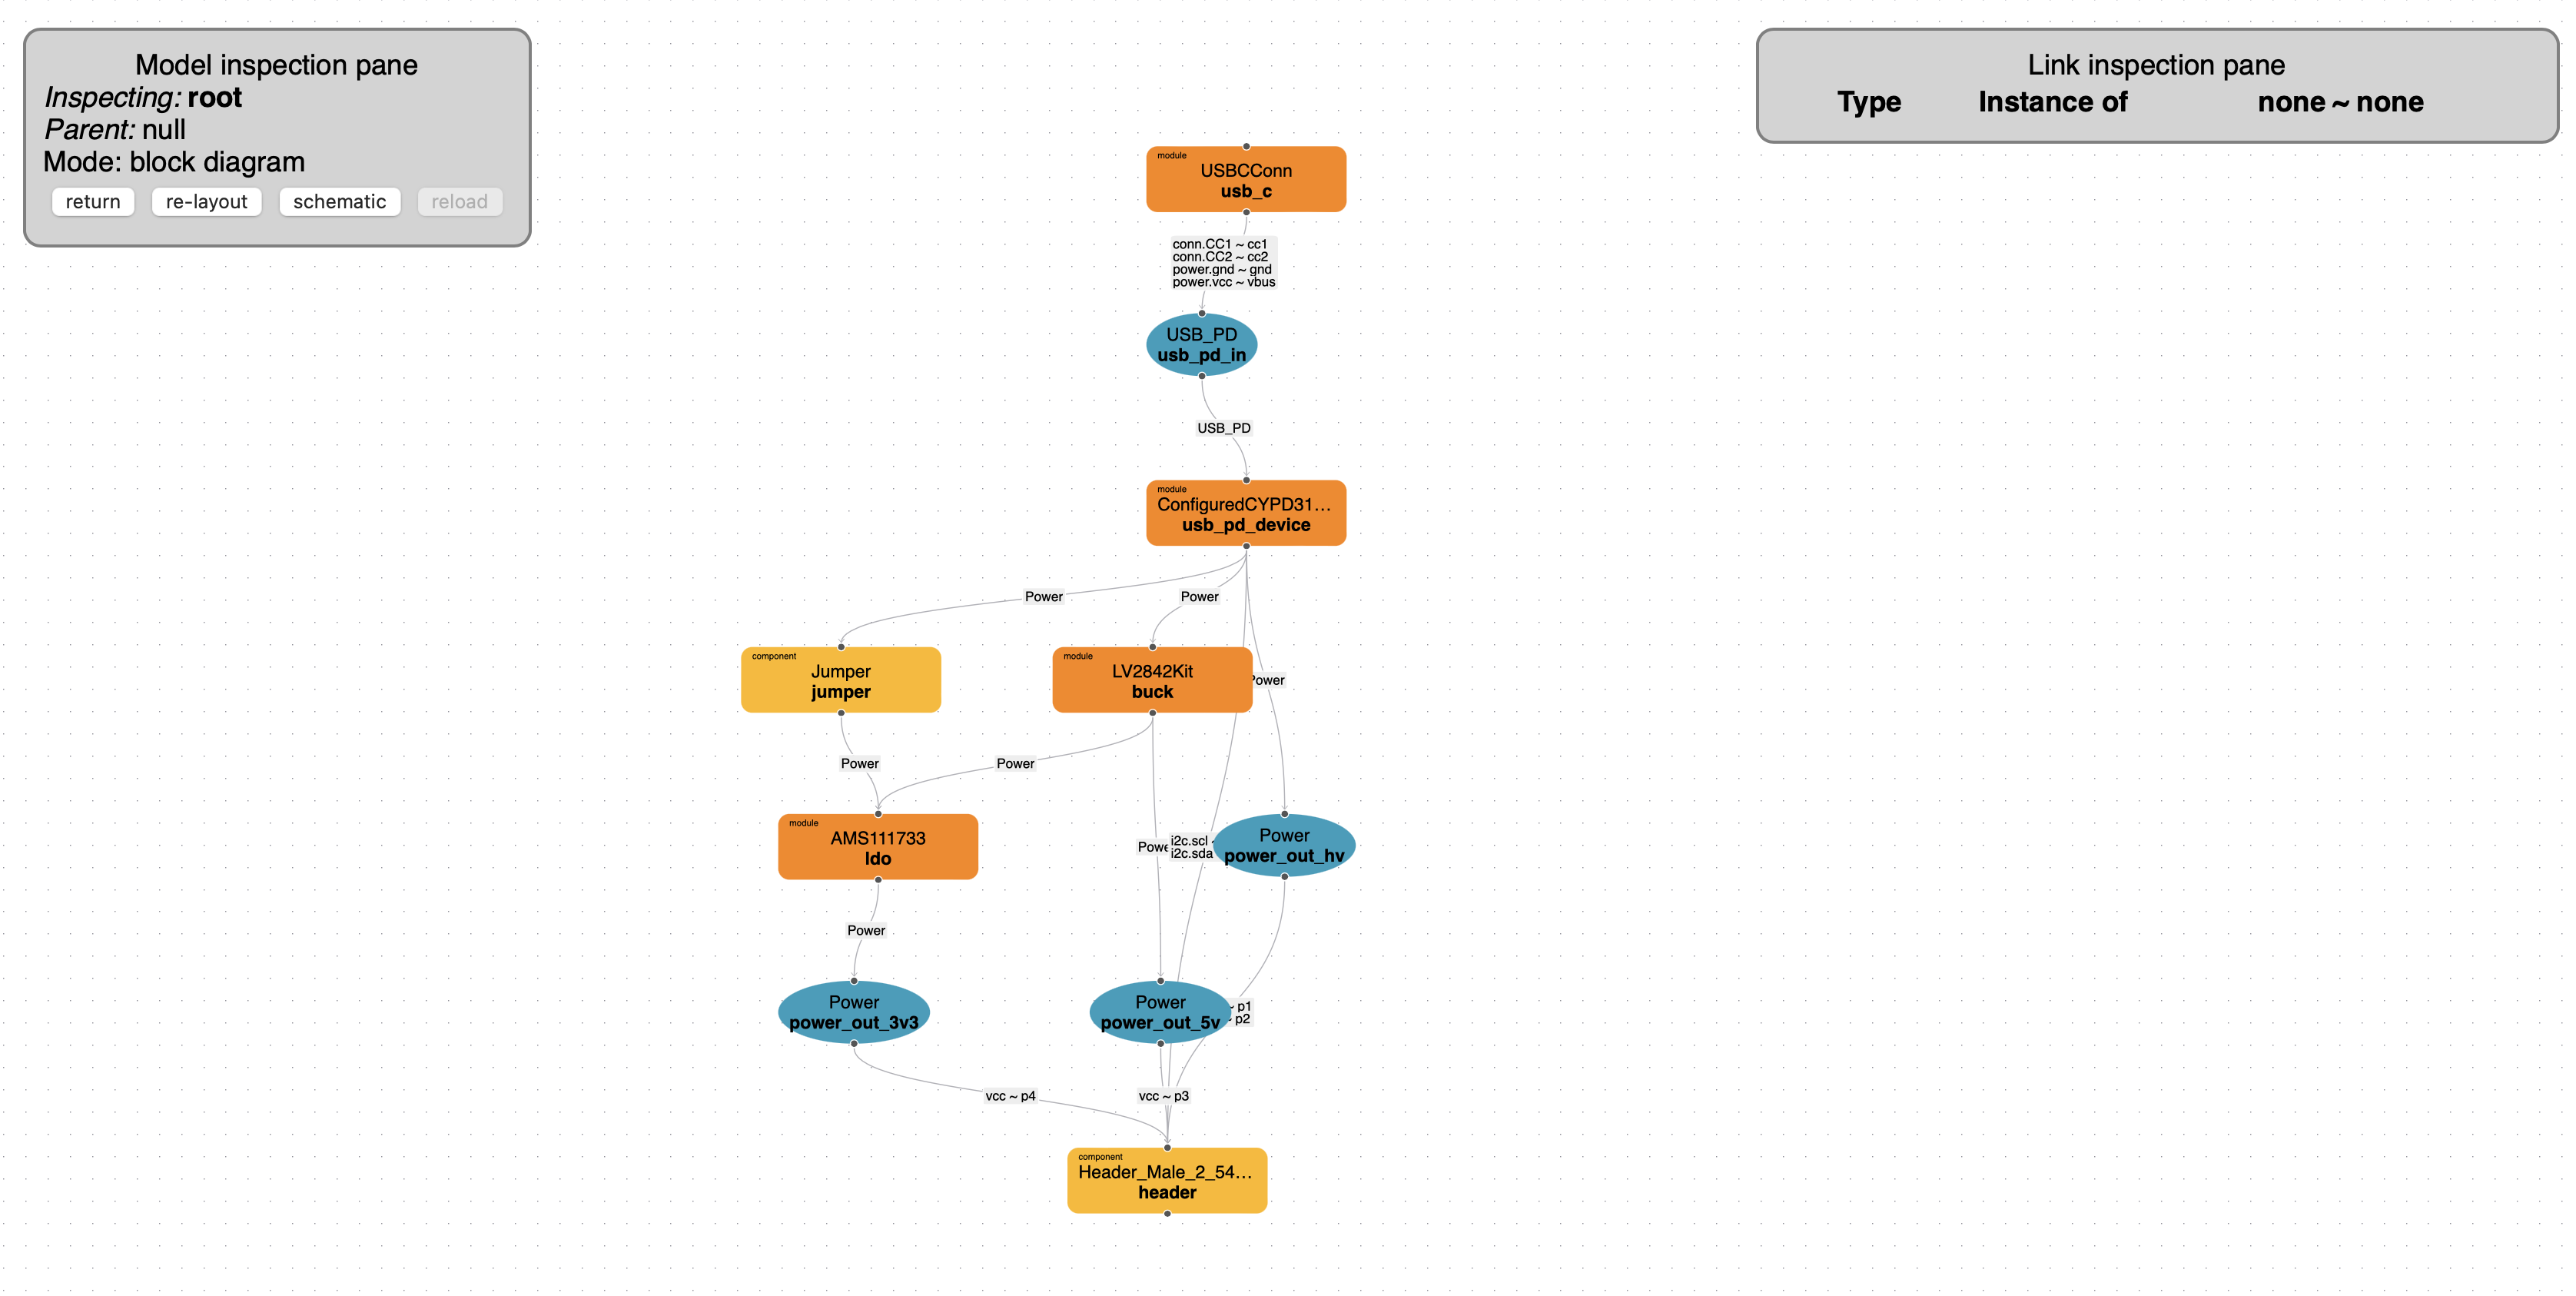 Model inspection pane
Inspecting: root
Parent: null
Mode: block diagram
return re-layout schematic reload
Link inspection pane
Type Instance of none ~ none
module
USBCConn
usb_c
conn.CC1 ~ cc1
conn.CC2 ~ cc2
power.gnd ~ gnd
power.vcc ~ vbus
USB_PD
usb_pd_in
USB_PD
module
ConfiguredCYPD31...
usb_pd_device
Power
Power
component
Jumper
jumper
module
LV2842Kit
buck
Power
Power
Power
module
AMS111733
ldo
i2c.scl
i2c.sda
Power
power_out_hv
Power
Power
power_out_3v3
Power
power_out_5v
~ p1
~ p2
vcc ~ p4
vcc ~ p3
component
Header_Male_2_54...
header